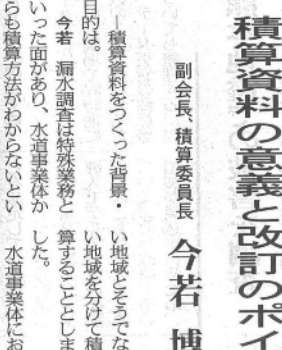 積算資料の意義と改訂のポイ
副会長、積算委員長
今若 博
―積算資料をつくった背景・
目的は。
今若 漏水調査は特殊業務と
いった面があり、水道事業体か
らも積算方法がわからないとい
い地域とそうでな
い地域を分けて積
算することとしま
した。
水道事業体にお